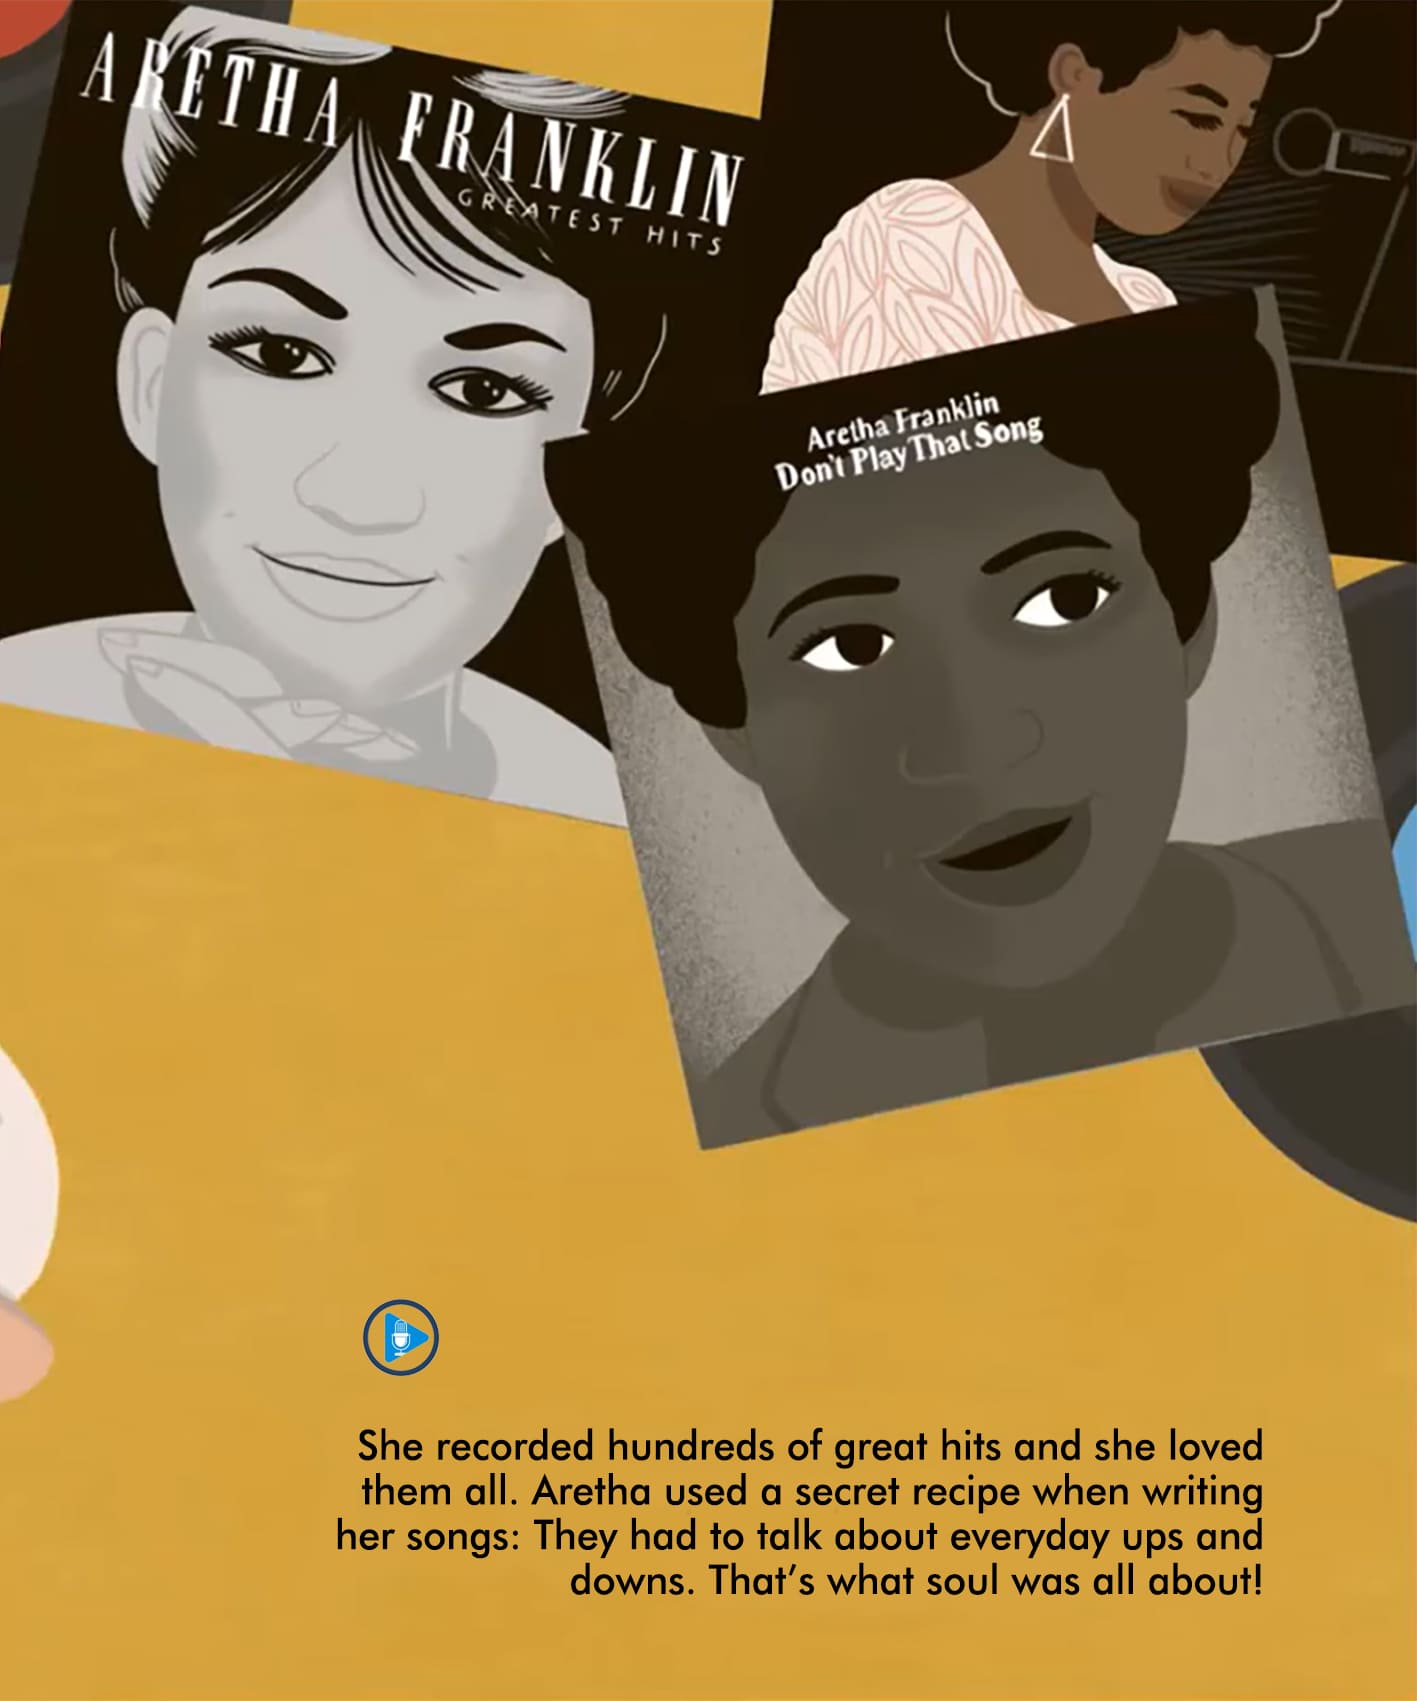 ARETHA FRANKLIN
GREATEST HITS
Aretha Franklin
Don't Play That Song
She recorded hundreds of great hits and she loved
them all. Aretha used a secret recipe when writing
her songs: They had to talk about everyday ups and
downs. That’s what soul was all about!